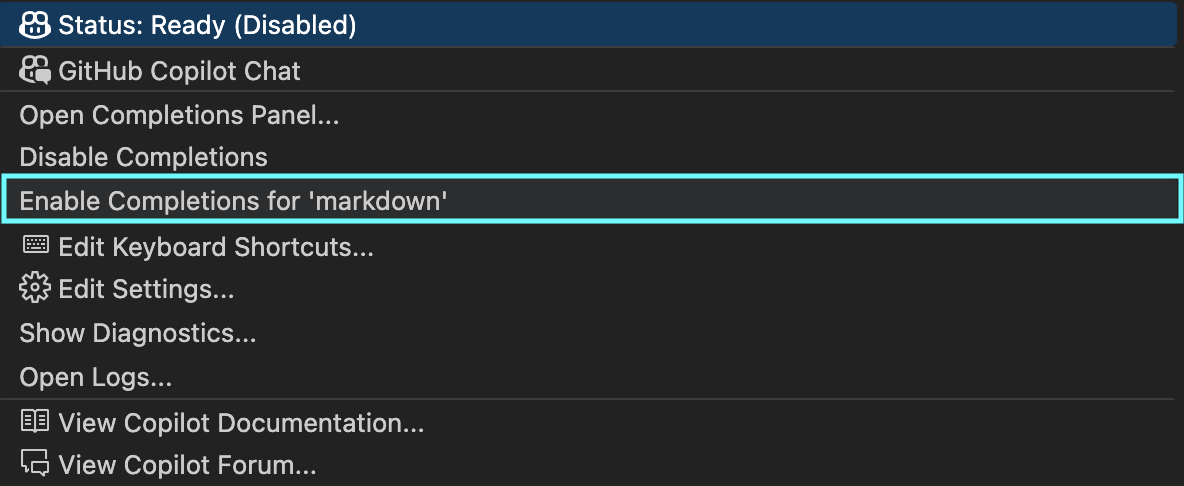 Status: Ready (Disabled)
GitHub Copilot Chat
Open Completions Panel...
Disable Completions
Enable Completions for 'markdown'
Edit Keyboard Shortcuts...
Edit Settings...
Show Diagnostics...
Open Logs...
View Copilot Documentation...
View Copilot Forum...